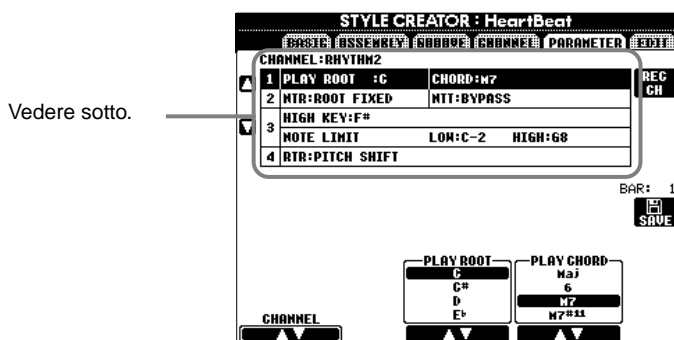 STYLE CREATOR : HeartBeat
BASIC ASSEMBLY GROOVE CHANNEL PARAMETER EDIT
CHANNEL:RHYTHM2
1 PLAY ROOT :C CHORD:M7
REC CH
2 NTR:ROOT FIXED NTT:BYPASS
Vedere sotto.
3 HIGH KEY:F#
NOTE LIMIT LOW:C-2 HIGH:G8
4 RTR:PITCH SHIFT
BAR: 1
SAVE
PLAY ROOT PLAY CHORD
C Maj
C# 6
D M7
E♭ M7#11
CHANNEL